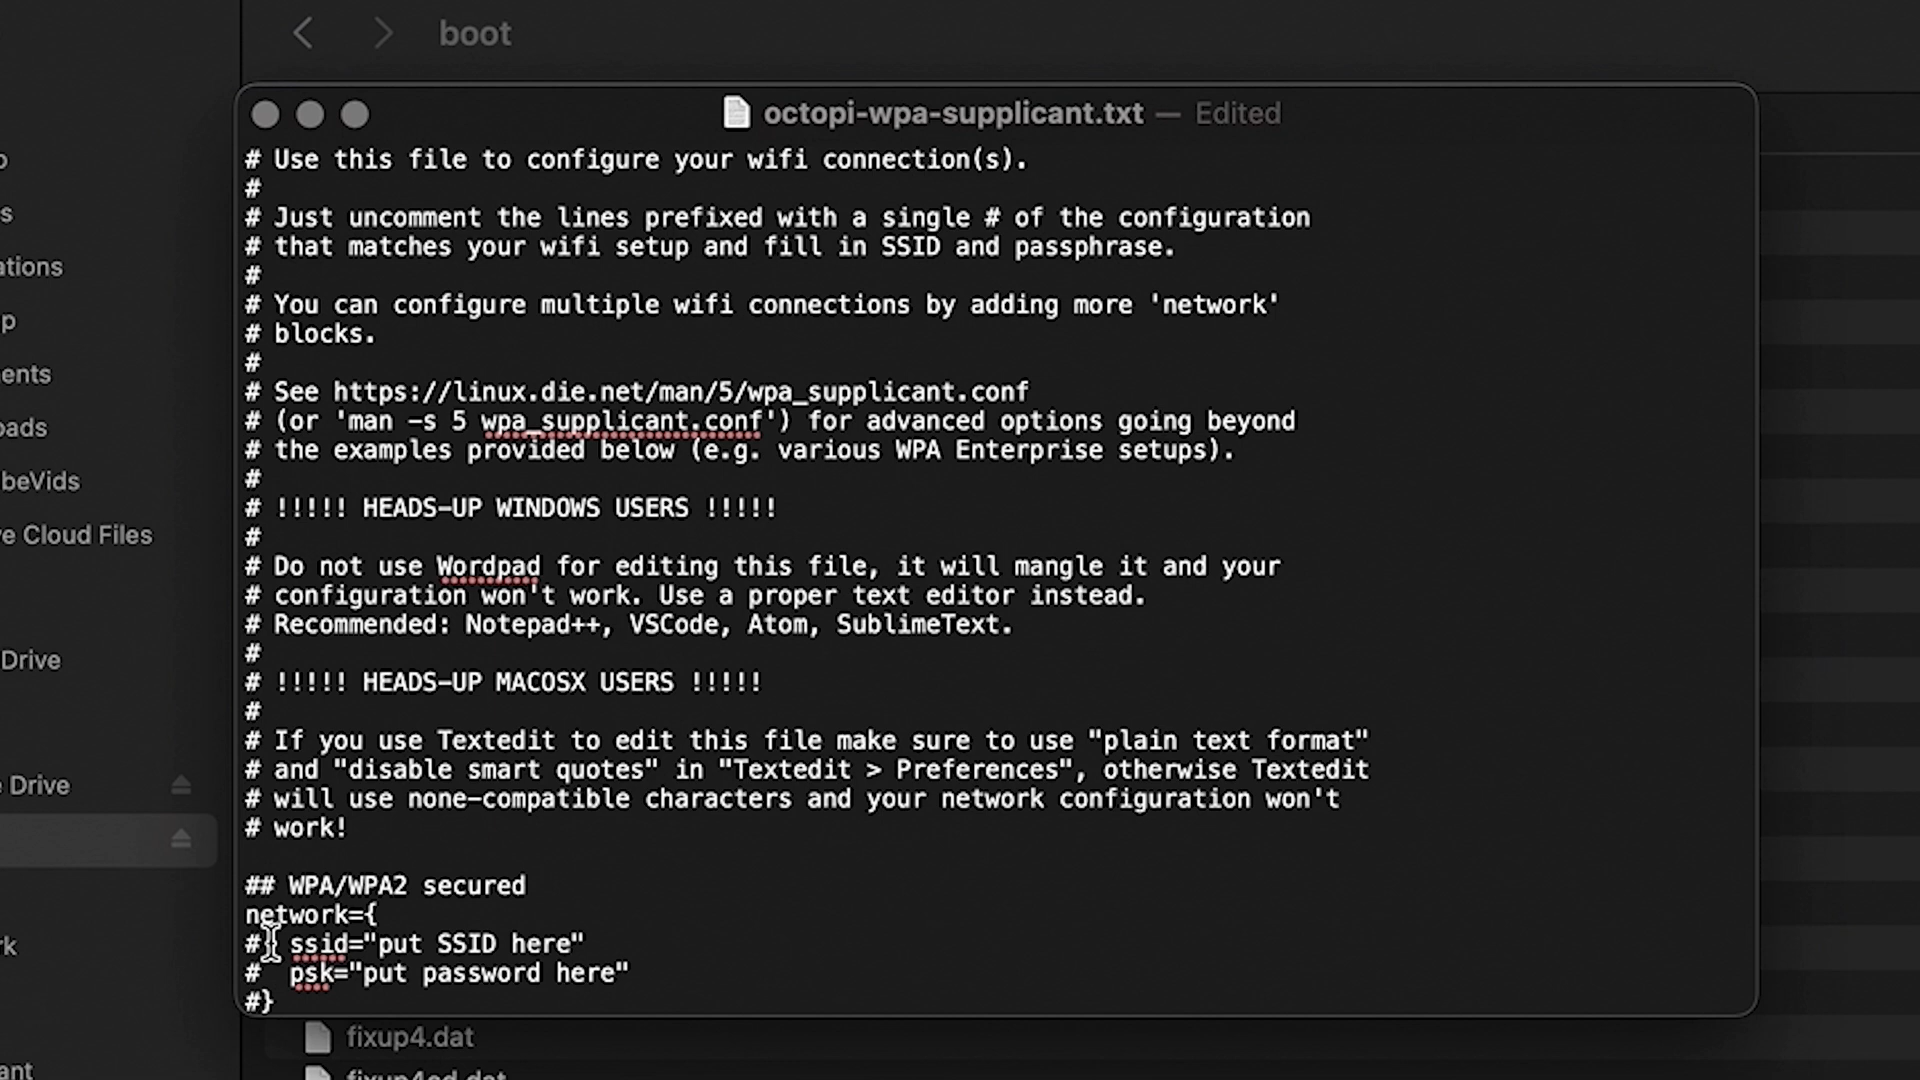 boot
octopi-wpa-supplicant.txt — Edited
# Use this file to configure your wifi connection(s).
#
# Just uncomment the lines prefixed with a single # of the configuration
# that matches your wifi setup and fill in SSID and passphrase.
#
# You can configure multiple wifi connections by adding more 'network'
# blocks.
#
# See https://linux.die.net/man/5/wpa_supplicant.conf
# (or 'man -s 5 wpa_supplicant.conf') for advanced options going beyond
# the examples provided below (e.g. various WPA Enterprise setups).
#
# !!!!! HEADS-UP WINDOWS USERS !!!!!
#
# Do not use Wordpad for editing this file, it will mangle it and your
# configuration won't work. Use a proper text editor instead.
# Recommended: Notepad++, VSCode, Atom, SublimeText.
#
# !!!!! HEADS-UP MACOSX USERS !!!!!
#
# If you use Textedit to edit this file make sure to use "plain text format"
# and "disable smart quotes" in "Textedit > Preferences", otherwise Textedit
# will use none-compatible characters and your network configuration won't
# work!
## WPA/WPA2 secured
network={
#  ssid="put SSID here"
#  psk="put password here"
#}
fixup4.dat
ations
p
ents
oads
beVids
e Cloud Files
Drive
e Drive
rk
ant